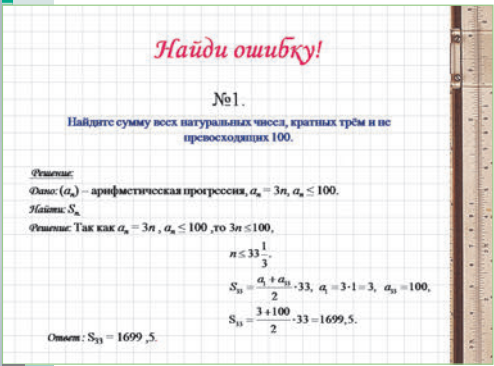 Найди ошибку!
№1.
Найдите сумму всех натуральных чисел, кратных трём и не
превосходящих 100.
Решение:
Дано: (aₙ) – арифметическая прогрессия, aₙ = 3n, aₙ ≤ 100.
Найти: Sₙ.
Решение: Так как aₙ = 3n , aₙ ≤ 100 ,то 3n ≤100,
n ≤ 33 1/3.
S₃₃ = (a₁ + a₃₃)/2 ·33, a₁ = 3·1 = 3, a₃₃ = 100,
S₃₃ = (3+100)/2 ·33 = 1699,5.
Ответ : S₃₃ = 1699 ,5.